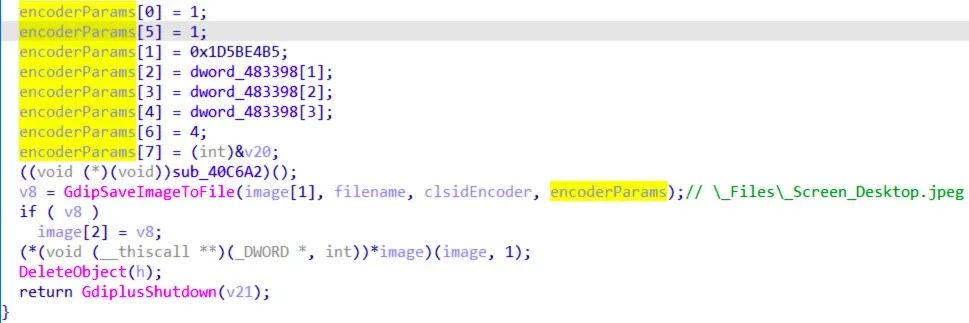 encoderParams[0] = 1;
encoderParams[5] = 1;
encoderParams[1] = 0x1D5BE4B5;
encoderParams[2] = dword_483398[1];
encoderParams[3] = dword_483398[2];
encoderParams[4] = dword_483398[3];
encoderParams[6] = 4;
encoderParams[7] = (int)&v20;
((void (*)(void))sub_40C6A2)();
v8 = GdipSaveImageToFile(image[1], filename, clsidEncoder, encoderParams);// \_Files\_Screen_Desktop.jpeg
if ( v8 )
image[2] = v8;
(*(void (__thiscall **)(_DWORD *, int))*image)(image, 1);
DeleteObject(h);
return GdiplusShutdown(v21);
}